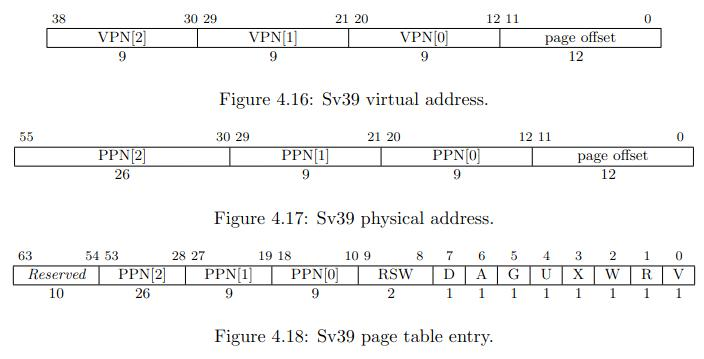 38 30 29 21 20 12 11 0
VPN[2] VPN[1] VPN[0] page offset
9 9 9 12
Figure 4.16: Sv39 virtual address.
55 30 29 21 20 12 11 0
PPN[2] PPN[1] PPN[0] page offset
26 9 9 12
Figure 4.17: Sv39 physical address.
63 54 53 28 27 19 18 10 9 8 7 6 5 4 3 2 1 0
Reserved PPN[2] PPN[1] PPN[0] RSW D A G U X W R V
10 26 9 9 2 1 1 1 1 1 1 1 1
Figure 4.18: Sv39 page table entry.